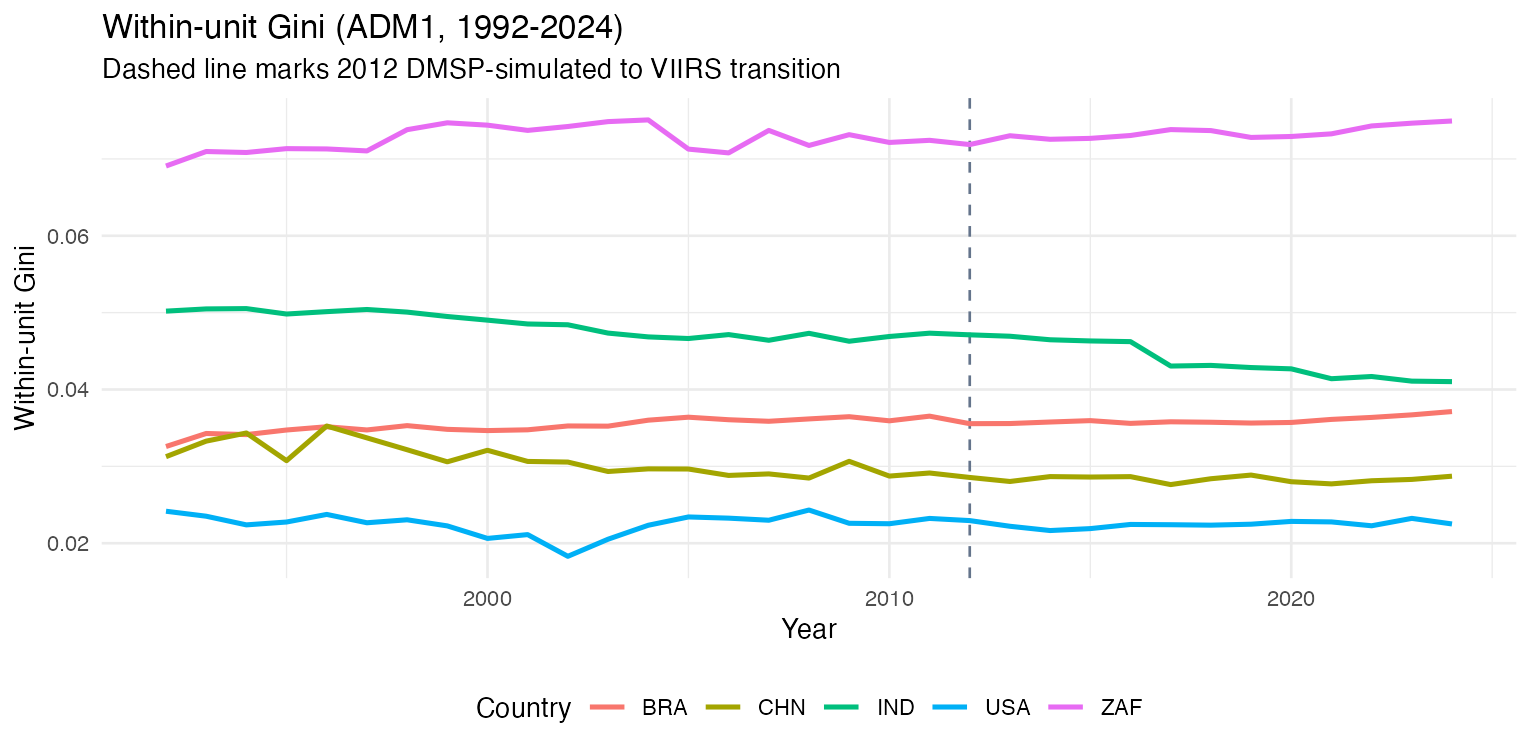 Within-unit Gini (ADM1, 1992-2024)
Dashed line marks 2012 DMSP-simulated to VIIRS transition
Within-unit Gini
0.06
0.04
0.02
2000 2010 2020
Year
Country BRA CHN IND USA ZAF